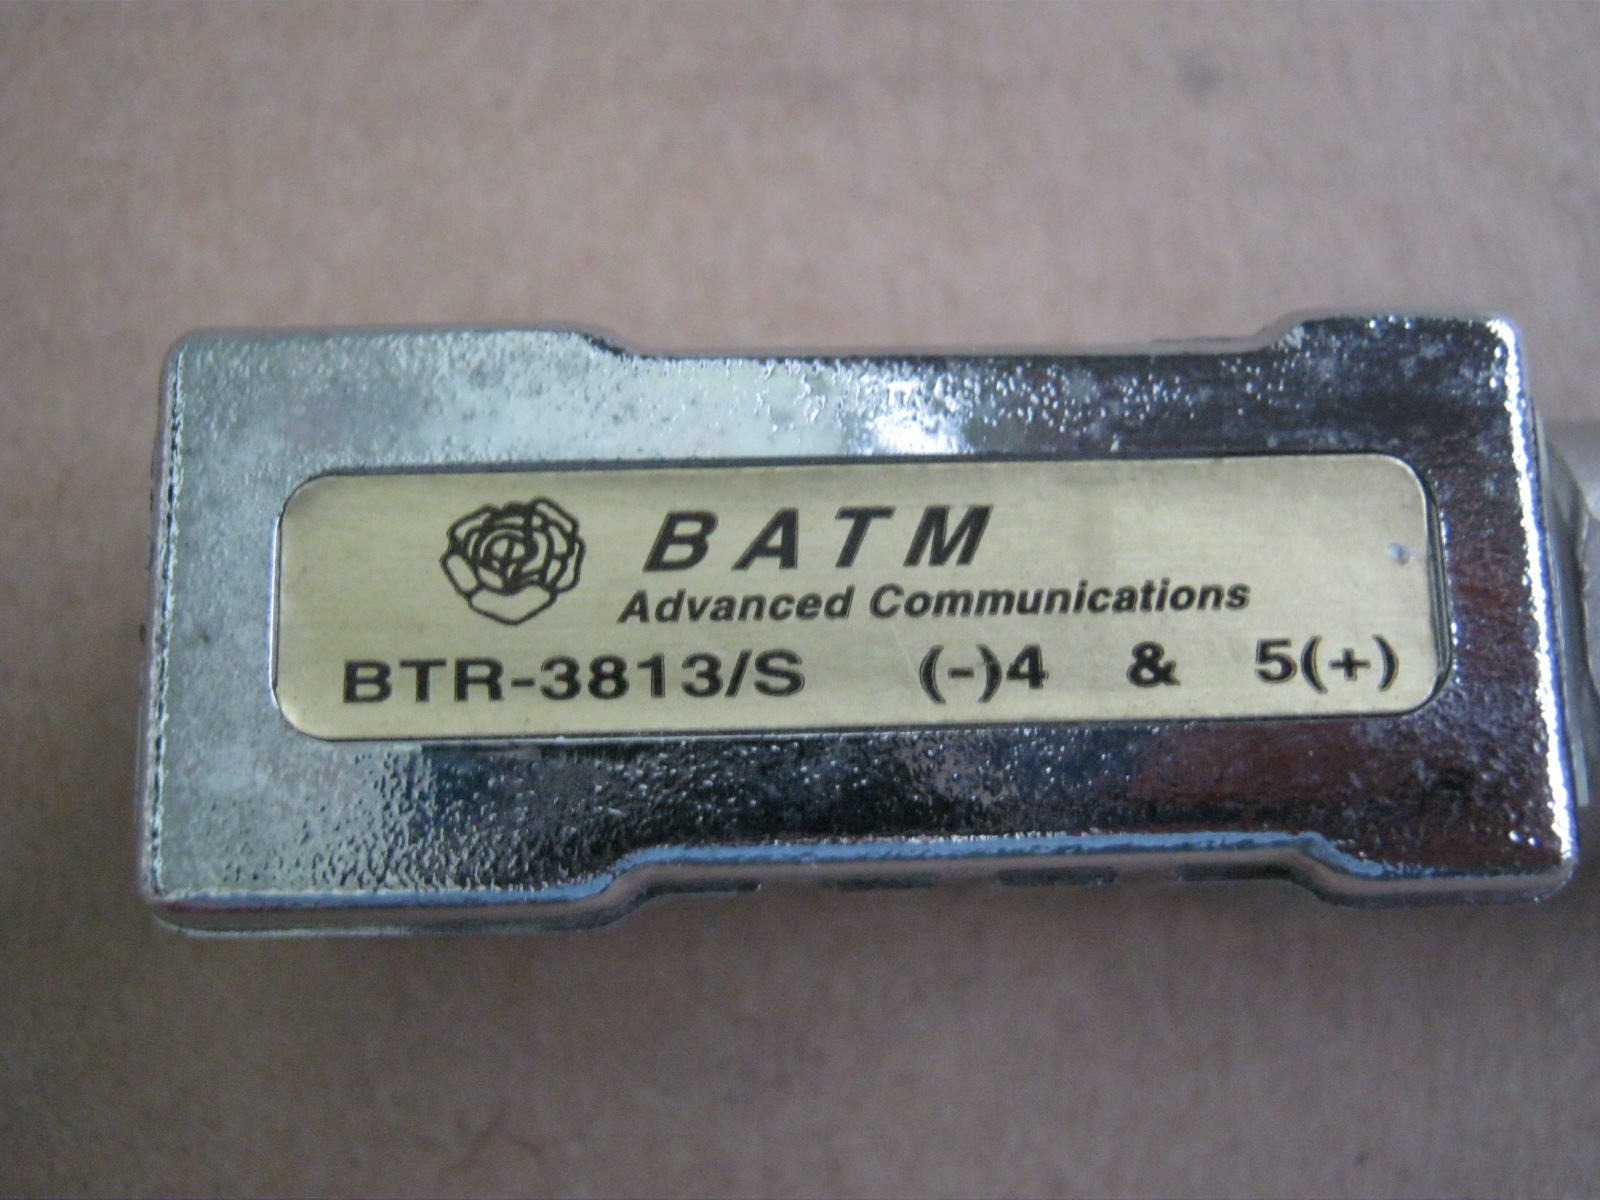 BATM
Advanced Communications
BTR-3813/S (-)4 & 5(+)